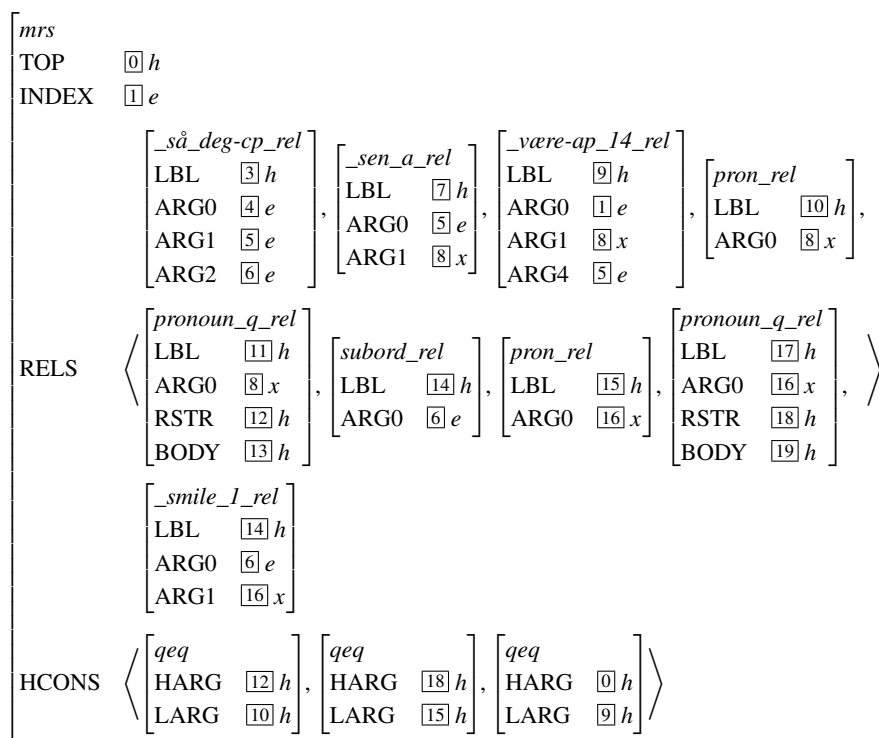 mrs
TOP 0 h
INDEX 1 e
_så_deg-cp_rel _sen_a_rel _være-ap_14_rel pron_rel
LBL 3 h LBL 7 h LBL 9 h LBL 10 h
ARG0 4 e ARG0 5 e ARG0 1 e ARG0 8 x
ARG1 5 e ARG1 8 x ARG1 8 x
ARG2 6 e ARG4 5 e
, , , ,
RELS
pronoun_q_rel subord_rel pron_rel pronoun_q_rel
LBL 11 h LBL 14 h LBL 15 h LBL 17 h
ARG0 8 x ARG0 6 e ARG0 16 x ARG0 16 x
RSTR 12 h RSTR 18 h
BODY 13 h BODY 19 h
, , , ,
_smile_1_rel
LBL 14 h
ARG0 6 e
ARG1 16 x
HCONS
qeq qeq qeq
HARG 12 h , HARG 18 h , HARG 0 h
LARG 10 h LARG 15 h LARG 9 h